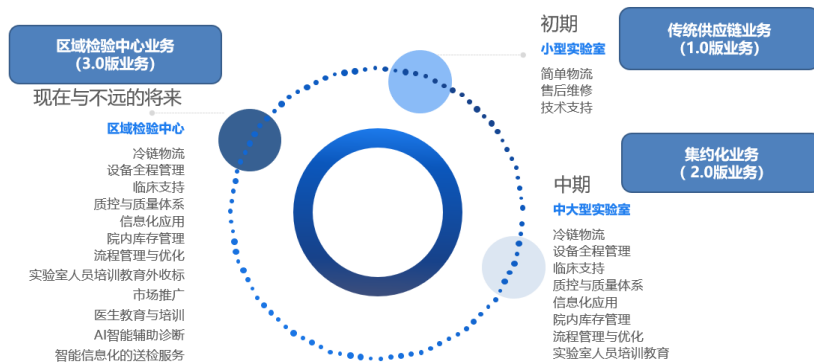 区域检验中心业务
（3.0版业务）
现在与不远的将来
区域检验中心
冷链物流
设备全程管理
临床支持
质控与质量体系
信息化应用
院内库存管理
流程管理与优化
实验室人员培训教育外收标
市场推广
医生教育与培训
AI智能辅助诊断
智能信息化的送检服务
初期
小型实验室
简单物流
售后维修
技术支持
传统供应链业务
（1.0版业务）
集约化业务
（ 2.0版业务）
中期
中大型实验室
冷链物流
设备全程管理
临床支持
质控与质量体系
信息化应用
院内库存管理
流程管理与优化
实验室人员培训教育